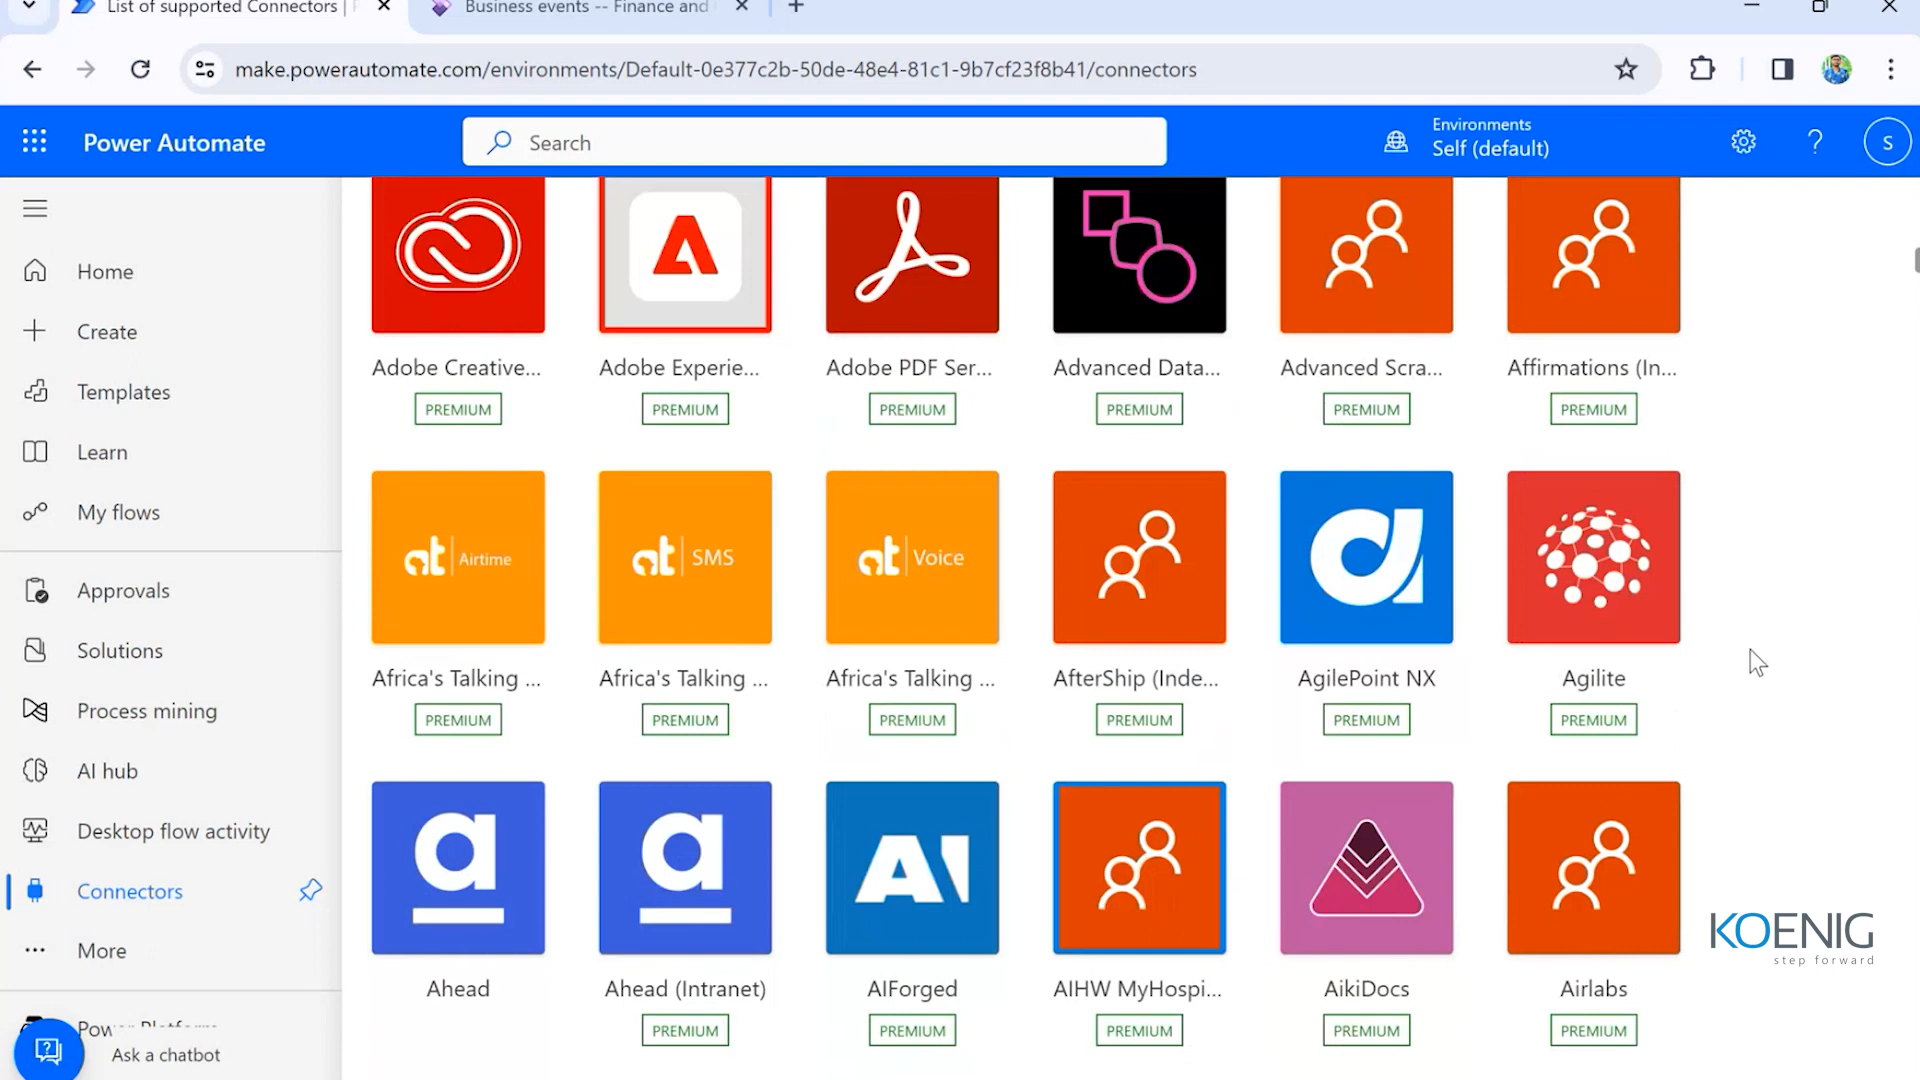 List of supported Connectors |
Business events -- Finance and
make.powerautomate.com/environments/Default-0e377c2b-50de-48e4-81c1-9b7cf23f8b41/connectors
Power Automate
Search
Environments
Self (default)
S
Home
Create
Templates
Learn
My flows
Approvals
Solutions
Process mining
AI hub
Desktop flow activity
Connectors
More
Ask a chatbot
Adobe Creative...
Adobe Experie...
Adobe PDF Ser...
Advanced Data...
Advanced Scra...
Affirmations (In...
PREMIUM
PREMIUM
PREMIUM
PREMIUM
PREMIUM
PREMIUM
at Airtime
at SMS
at Voice
Africa's Talking ...
Africa's Talking ...
Africa's Talking ...
AfterShip (Inde...
AgilePoint NX
Agilite
PREMIUM
PREMIUM
PREMIUM
PREMIUM
PREMIUM
PREMIUM
a
a
AI
Ahead
Ahead (Intranet)
AIForged
AIHW MyHospi...
AikiDocs
Airlabs
PREMIUM
PREMIUM
PREMIUM
PREMIUM
PREMIUM
KOENIG
step forward